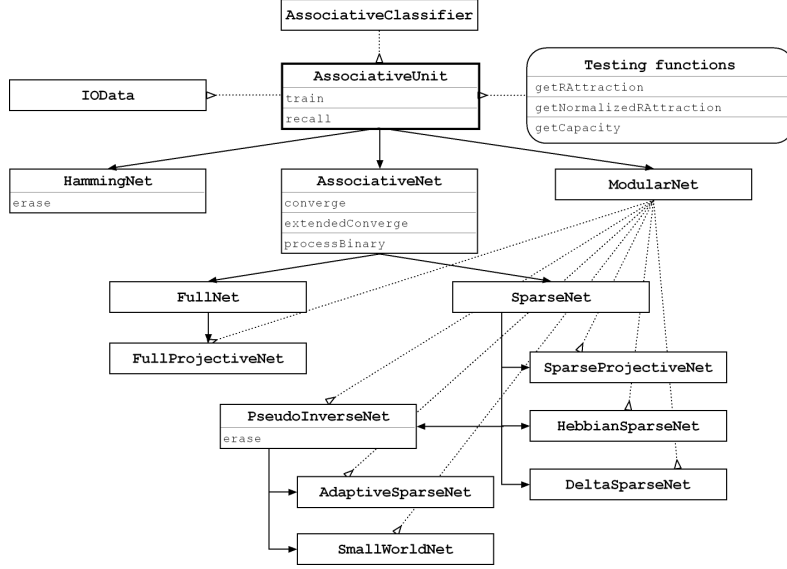 AssociativeClassifier
AssociativeUnit
train
recall
IOData
Testing functions
getRAttraction
getNormalizedRAttraction
getCapacity
HammingNet
erase
AssociativeNet
converge
extendedConverge
processBinary
ModularNet
FullNet
SparseNet
FullProjectiveNet
SparseProjectiveNet
PseudoInverseNet
erase
HebbianSparseNet
AdaptiveSparseNet
DeltaSparseNet
SmallWorldNet